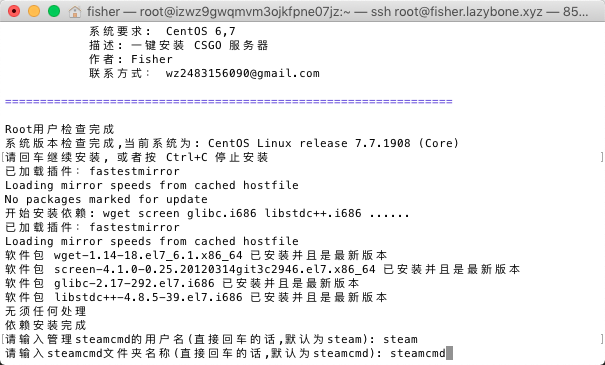 fisher — root@izwz9gwqmvm3ojkfpne07jz:~ — ssh root@fisher.lazybone.xyz — 85...
系统要求: CentOS 6,7
描述: 一键安装 CSGO 服务器
作者: Fisher
联系方式: wz2483156090@gmail.com
================================================================
Root用户检查完成
系统版本检查完成,当前系统为: CentOS Linux release 7.7.1908 (Core)
请回车继续安装, 或者按 Ctrl+C 停止安装
已加载插件: fastestmirror
Loading mirror speeds from cached hostfile
No packages marked for update
开始安装依赖: wget screen glibc.i686 libstdc++.i686 ......
已加载插件: fastestmirror
Loading mirror speeds from cached hostfile
软件包 wget-1.14-18.el7_6.1.x86_64 已安装并且是最新版本
软件包 screen-4.1.0-0.25.20120314git3c2946.el7.x86_64 已安装并且是最新版本
软件包 glibc-2.17-292.el7.i686 已安装并且是最新版本
软件包 libstdc++-4.8.5-39.el7.i686 已安装并且是最新版本
无须任何处理
依赖安装完成
请输入管理steamcmd的用户名(直接回车的话,默认为steam): steam
请输入steamcmd文件夹名称(直接回车的话,默认为steamcmd): steamcmd